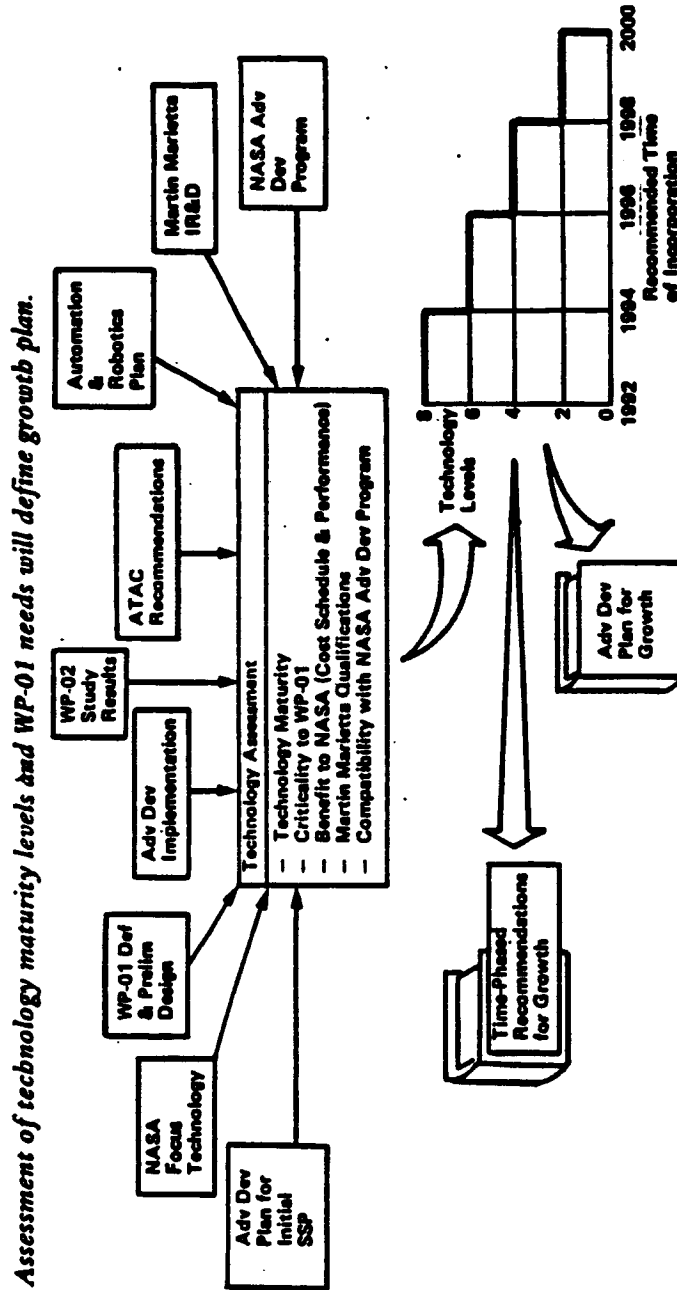 Assessment of technology maturity levels and WP-01 needs will define growth plan.
Adv Dev
Plan for
Initial
SSP
NASA
Focus
Technology
WP-01 Def
& Prelim
Design
Adv Dev
Implementation
WP-02
Study
Results
ATAC
Recommendations
Automation
&
Robotics
Plan
Martin Marietta
IR&D
NASA Adv
Dev
Program
Technology Assessment
– Technology Maturity
– Criticality to WP-01
– Benefit to NASA (Cost Schedule & Performance)
– Martin Marietta Qualifications
– Compatibility with NASA Adv Dev Program
Time-Phased
Recommendations
for Growth
Adv Dev
Plan for
Growth
Technology
Levels
8
6
4
2
0
1992 1994 1996 1998 2000
Recommended Time
of Incorporation